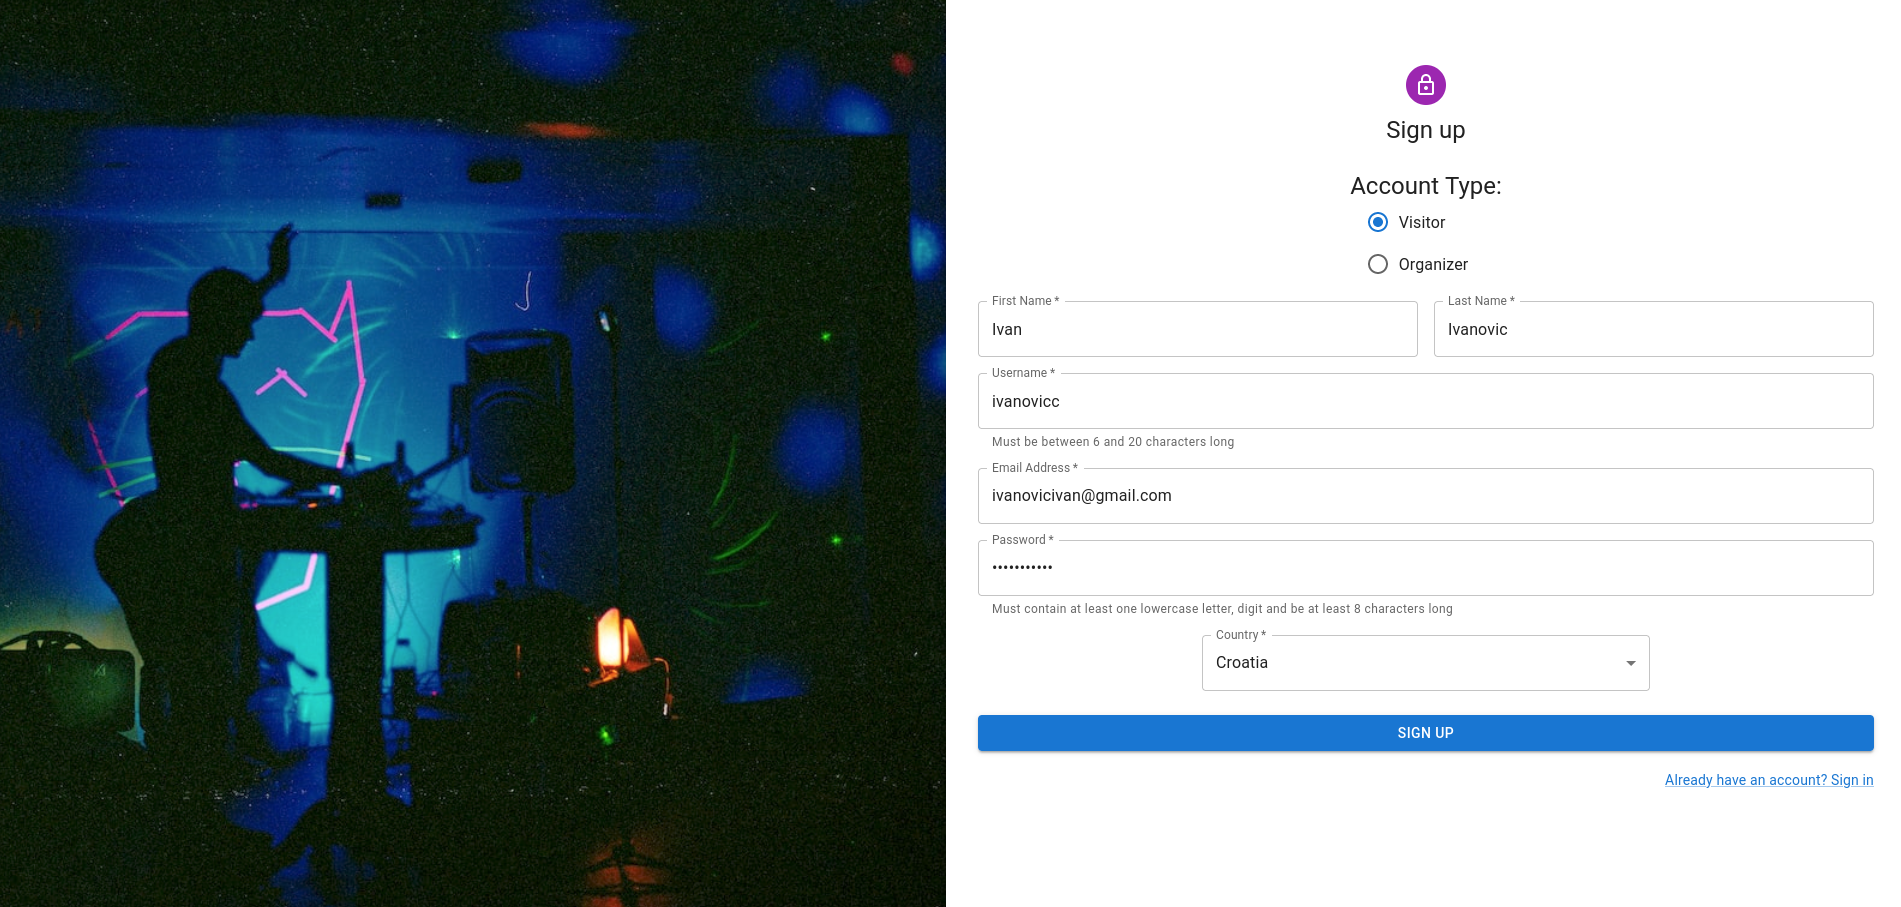 Sign up
Account Type:
Visitor
Organizer
First Name *
Ivan
Last Name *
Ivanovic
Username *
ivanovicc
Must be between 6 and 20 characters long
Email Address *
ivanovicivan@gmail.com
Password *
•••••••••••
Must contain at least one lowercase letter, digit and be at least 8 characters long
Country *
Croatia
SIGN UP
Already have an account? Sign in